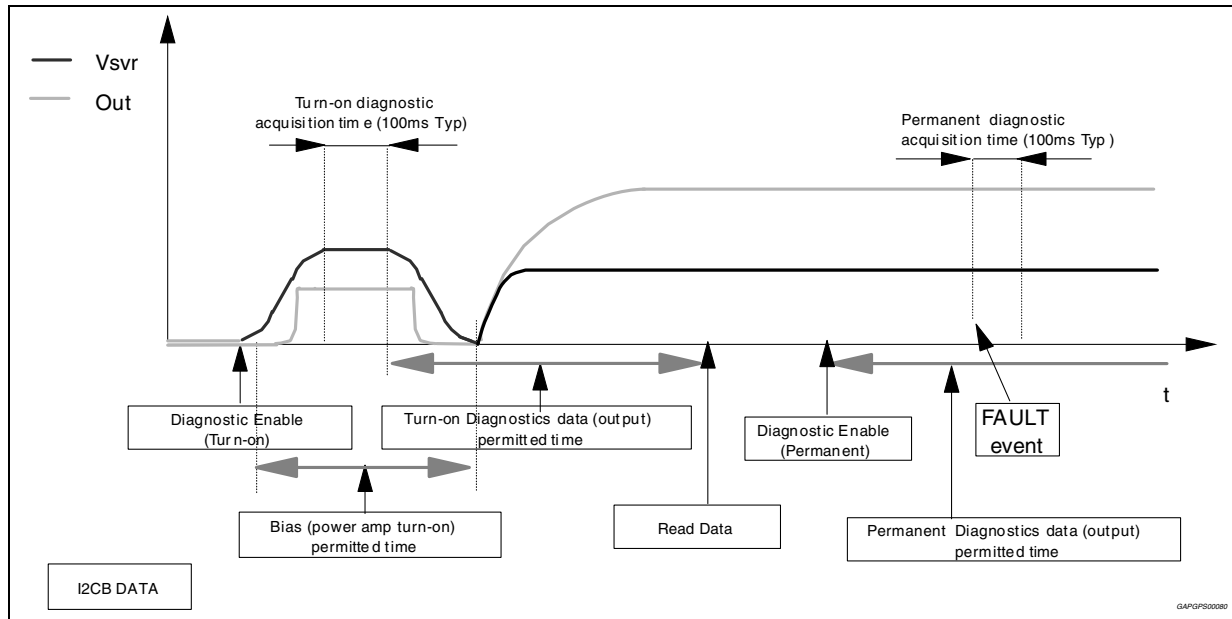 Vsvr
Out
Turn-on diagnostic
acquisition time (100ms Typ)
Permanent diagnostic
acquisition time (100ms Typ)
t
Diagnostic Enable
(Turn-on)
Turn-on Diagnostics data (output)
permitted time
Diagnostic Enable
(Permanent)
FAULT
event
Bias (power amp turn-on)
permitted time
Read Data
Permanent Diagnostics data (output)
permitted time
I2CB DATA
GAPGPS00080